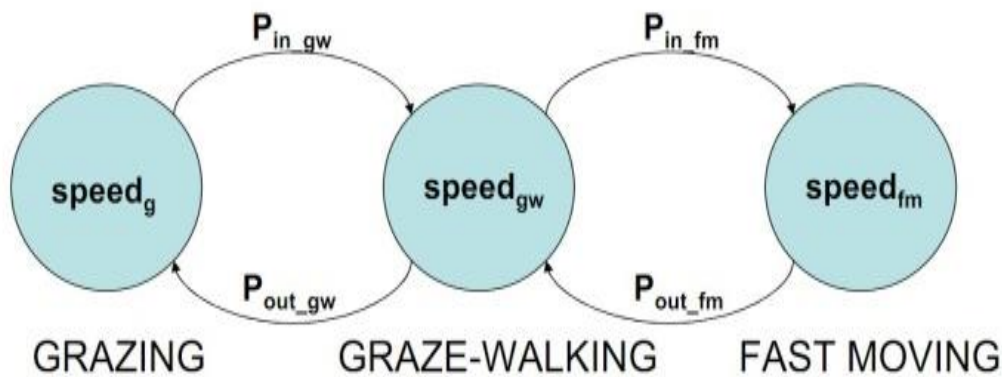 P_in_gw P_in_fm
speed_g speed_gw speed_fm
P_out_gw P_out_fm
GRAZING GRAZE-WALKING FAST MOVING